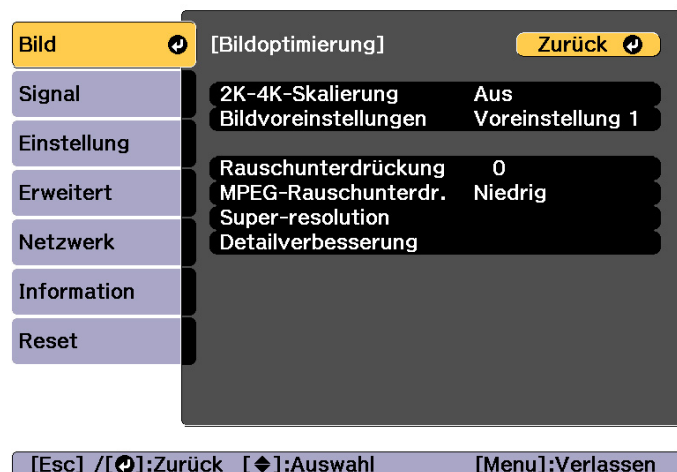 Bild
[Bildoptimierung] Zurück
Signal
2K-4K-Skalierung Aus
Bildvoreinstellungen Voreinstellung 1
Einstellung
Rauschunterdrückung 0
Erweitert
MPEG-Rauschunterdr. Niedrig
Super-resolution
Netzwerk
Detailverbesserung
Information
Reset
[Esc] /[ ]:Zurück [ ]:Auswahl [Menu]:Verlassen